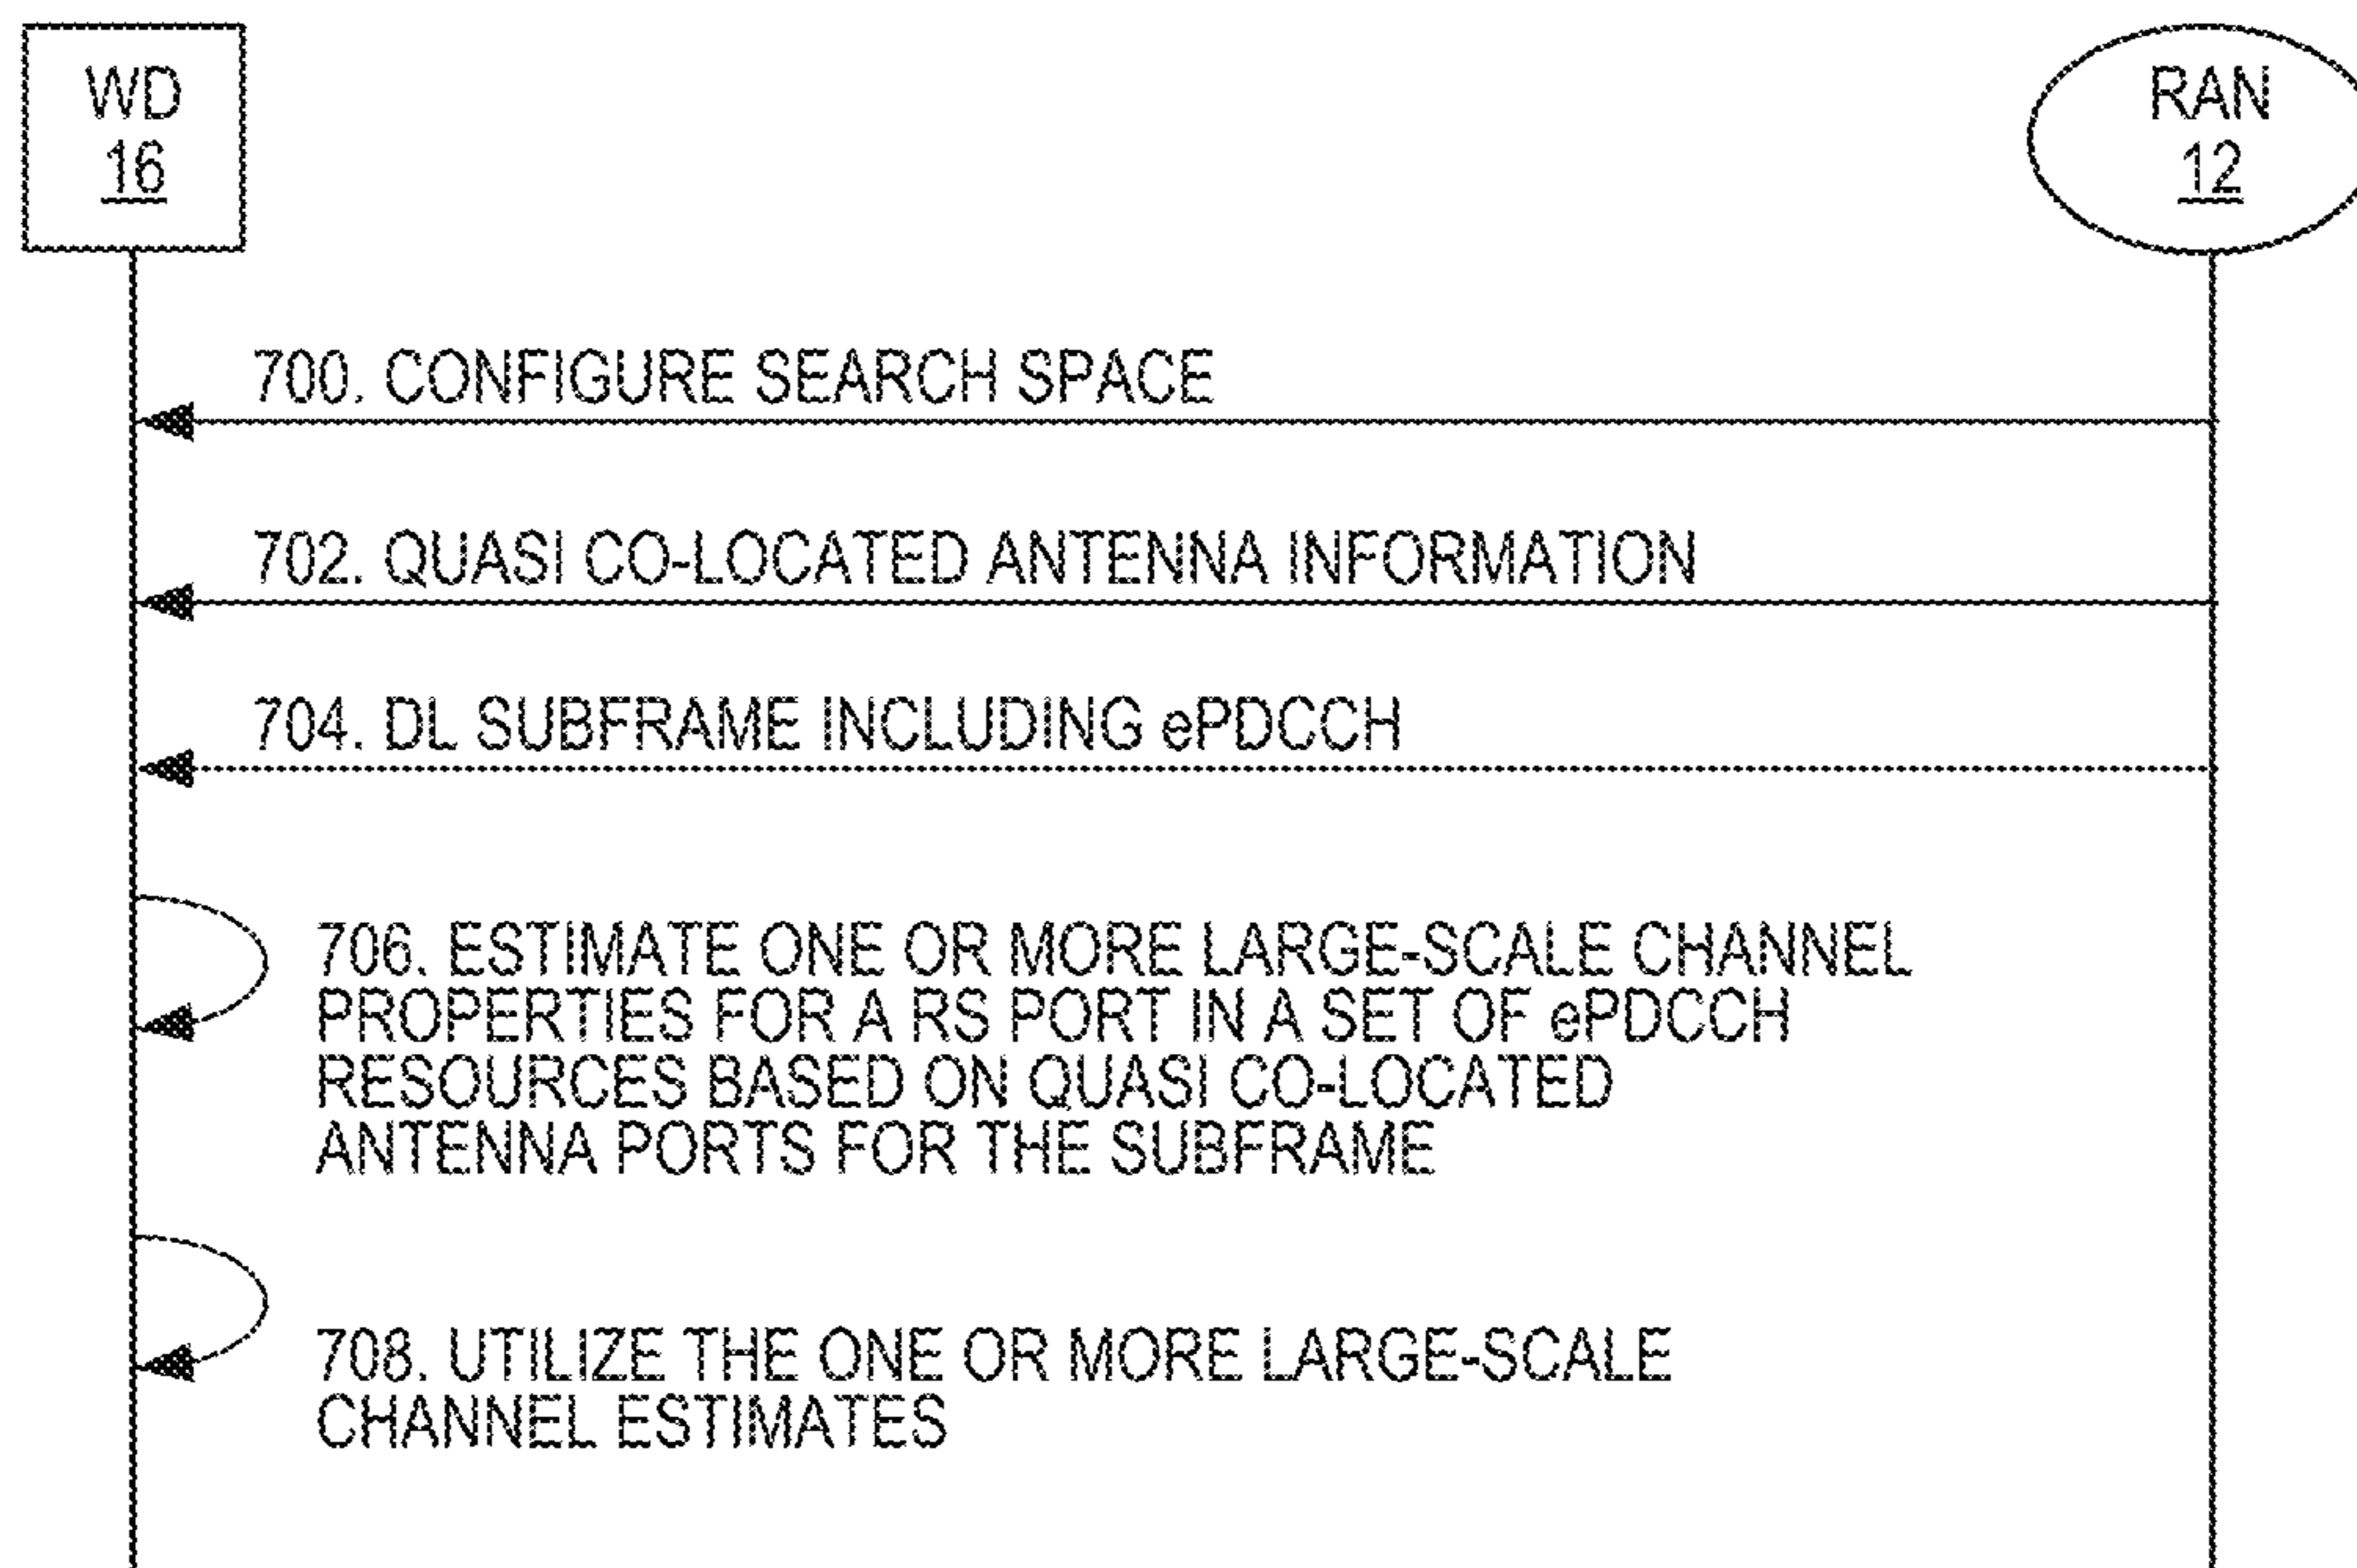 WD
16
RAN
12
700. CONFIGURE SEARCH SPACE
702. QUASI CO-LOCATED ANTENNA INFORMATION
704. DL SUBFRAME INCLUDING ePDCCH
706. ESTIMATE ONE OR MORE LARGE-SCALE CHANNEL
PROPERTIES FOR A RS PORT IN A SET OF ePDCCH
RESOURCES BASED ON QUASI CO-LOCATED
ANTENNA PORTS FOR THE SUBFRAME
708. UTILIZE THE ONE OR MORE LARGE-SCALE
CHANNEL ESTIMATES